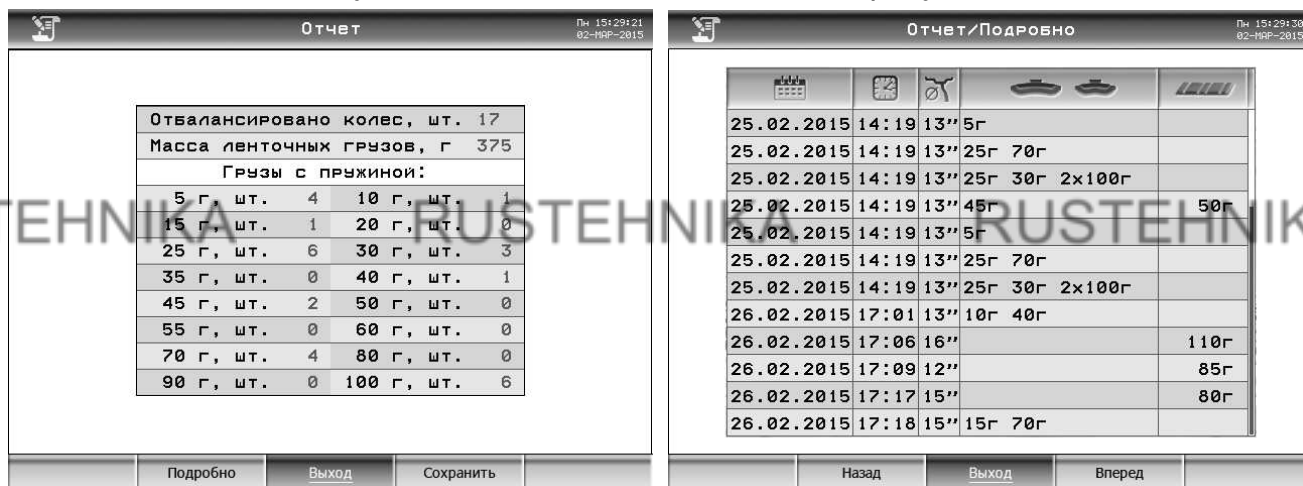 Отчет
Пн 15:29:21
02-МАР-2015
Отбалансировано колес, шт. 17
Масса ленточных грузов, г 375
Грузы с пружиной:
5 г, шт. 4 10 г, шт. 1
15 г, шт. 1 20 г, шт. 0
25 г, шт. 6 30 г, шт. 3
35 г, шт. 0 40 г, шт. 1
45 г, шт. 2 50 г, шт. 0
55 г, шт. 0 60 г, шт. 0
70 г, шт. 4 80 г, шт. 0
90 г, шт. 0 100 г, шт. 6
Подробно Выход Сохранить
Отчет/Подробно
Пн 15:29:30
02-МАР-2015
25.02.2015 14:19 13" 5г
25.02.2015 14:19 13" 25г 70г
25.02.2015 14:19 13" 25г 30г 2x100г
25.02.2015 14:19 13" 45г 50г
25.02.2015 14:19 13" 5г
25.02.2015 14:19 13" 25г 70г
25.02.2015 14:19 13" 25г 30г 2x100г
26.02.2015 17:01 13" 10г 40г
26.02.2015 17:06 16" 110г
26.02.2015 17:09 12" 85г
26.02.2015 17:17 15" 80г
26.02.2015 17:18 15" 15г 70г
Назад Выход Вперед
TEHNIKA RUSTEHNIKA RUSTEHNIK